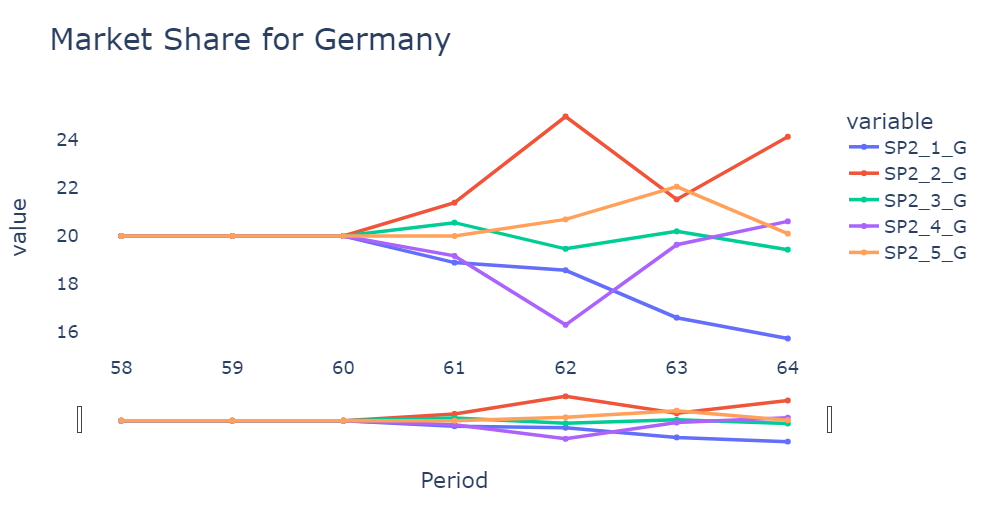 Market Share for Germany
value
24
22
20
18
16
58 59 60 61 62 63 64
Period
variable
SP2_1_G
SP2_2_G
SP2_3_G
SP2_4_G
SP2_5_G